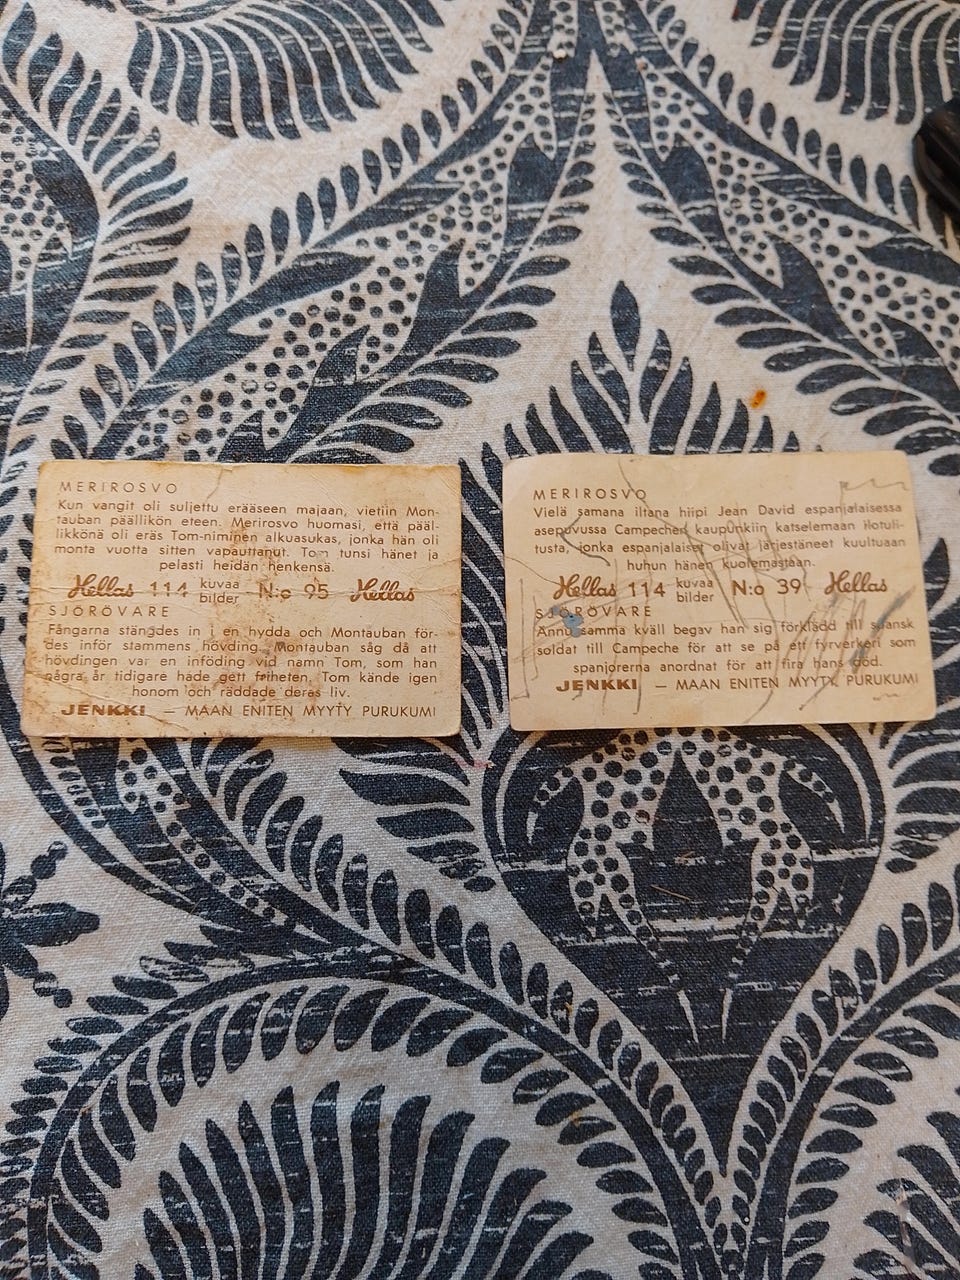 MERIROSVO
Kun vangit oli suljettu erääseen majaan, vietiin Mon-
tauban päällikön eteen. Merirosvo huomasi, että pääl-
likkönä oli eräs Tom-niminen alkuasukas, jonka hän oli
monta vuotta sitten vapauttanut. Tom tunsi hänet ja
pelasti heidän henkensä.
Hellas 114 kuvaa bilder N:o 95 Hellas
SJÖRÖVARE
Fångarna stängdes in i en hydda och Montauban för-
des inför stammens hövding. Montauban såg då att
hövdingen var en inföding vid namn Tom, som han
några år tidigare hade gett friheten. Tom kände igen
honom och räddade deras liv.
JENKKI — MAAN ENITEN MYYTY PURUKUMI
MERIROSVO
Vielä samana iltana hiipi Jean David espanjalaisessa
asepuvussa Campechen kaupunkiin katselemaan ilotuli-
tusta, jonka espanjalaiset olivat järjestäneet kuultuaan
huhun hänen kuolemastaan.
Hellas 114 kuvaa bilder N:o 39 Hellas
SJÖRÖVARE
Annu samma kväll begav han sig förklädd till spansk
soldat till Campeche för att se på ett fyrverkeri som
spanjorerna anordnat för att fira hans död.
JENKKI — MAAN ENITEN MYYTY PURUKUMI